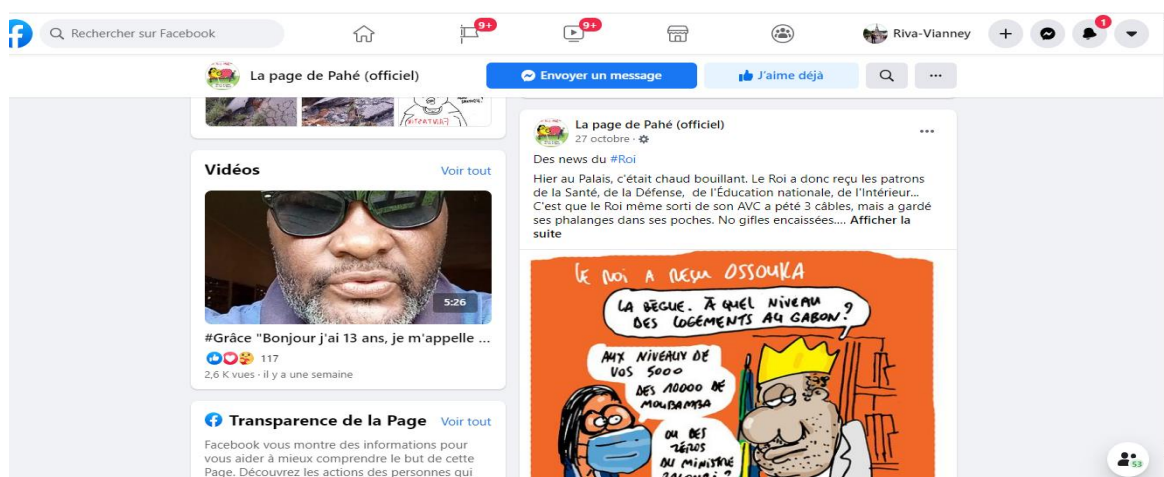 Rechercher sur Facebook
9+
9+
Riva-Vianney
1
La page de Pahé (officiel)
Envoyer un message
J'aime déjà
Vidéos
Voir tout
5:26
#Grâce "Bonjour j'ai 13 ans, je m'appelle ...
117
2,6 K vues · il y a une semaine
Transparence de la Page
Voir tout
Facebook vous montre des informations pour
vous aider à mieux comprendre le but de cette
Page. Découvrez les actions des personnes qui
La page de Pahé (officiel)
27 octobre ·
Des news du #Roi
Hier au Palais, c'était chaud bouillant. Le Roi a donc reçu les patrons
de la Santé, de la Défense, de l'Éducation nationale, de l'Intérieur...
C'est que le Roi même sorti de son AVC a pété 3 câbles, mais a gardé
ses phalanges dans ses poches. No gifles encaissées.... Afficher la
suite
LE ROI A REÇU OSSOUKA
LA BÈGUE. À QUEL NIVEAU
DES LOGEMENTS AU GABON ?
AUX NIVEAUX DE
VOS 5000
DES 10000 DE
MOUBAMBA
OU DES
ZÉROS
DU MINISTRE
53